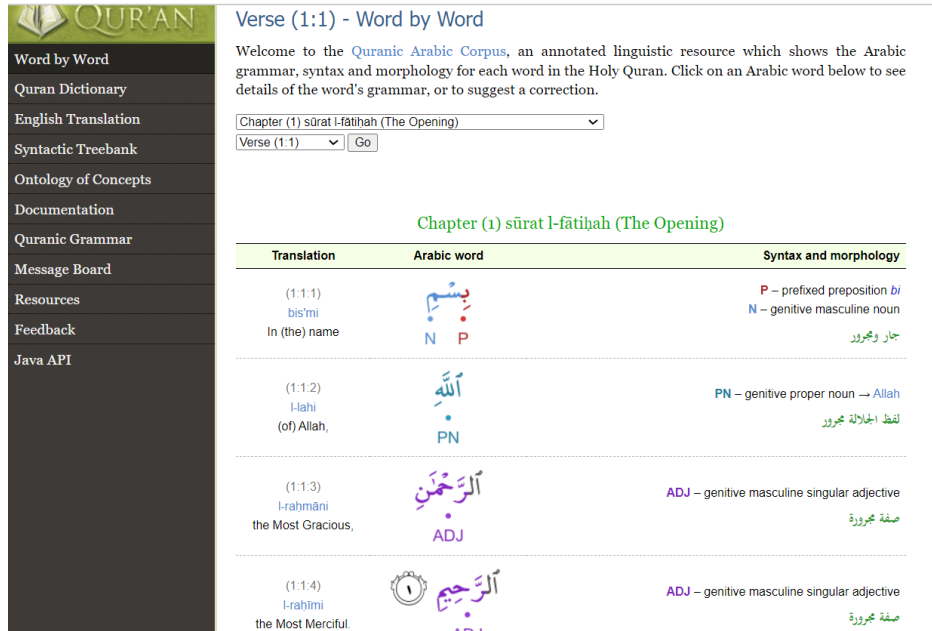 QUR'AN
Word by Word
Quran Dictionary
English Translation
Syntactic Treebank
Ontology of Concepts
Documentation
Quranic Grammar
Message Board
Resources
Feedback
Java API
Verse (1:1) - Word by Word
Welcome to the Quranic Arabic Corpus, an annotated linguistic resource which shows the Arabic
grammar, syntax and morphology for each word in the Holy Quran. Click on an Arabic word below to see
details of the word's grammar, or to suggest a correction.
Chapter (1) sūrat l-fātiḥah (The Opening)
Verse (1:1) Go
Chapter (1) sūrat l-fātiḥah (The Opening)
Translation Arabic word Syntax and morphology
(1:1:1)
bis'mi
In (the) name
بِسْمِ
N P
P – prefixed preposition bi
N – genitive masculine noun
جار ومجرور
(1:1:2)
l-lahi
(of) Allah,
ٱللَّهِ
PN
PN – genitive proper noun → Allah
لفظ الجلالة مجرور
(1:1:3)
l-raḥmāni
the Most Gracious,
ٱلرَّحْمَٰنِ
ADJ
ADJ – genitive masculine singular adjective
صفة مجرورة
(1:1:4)
l-raḥīmi
the Most Merciful.
ٱلرَّحِيمِ ١
ADJ
ADJ – genitive masculine singular adjective
صفة مجرورة